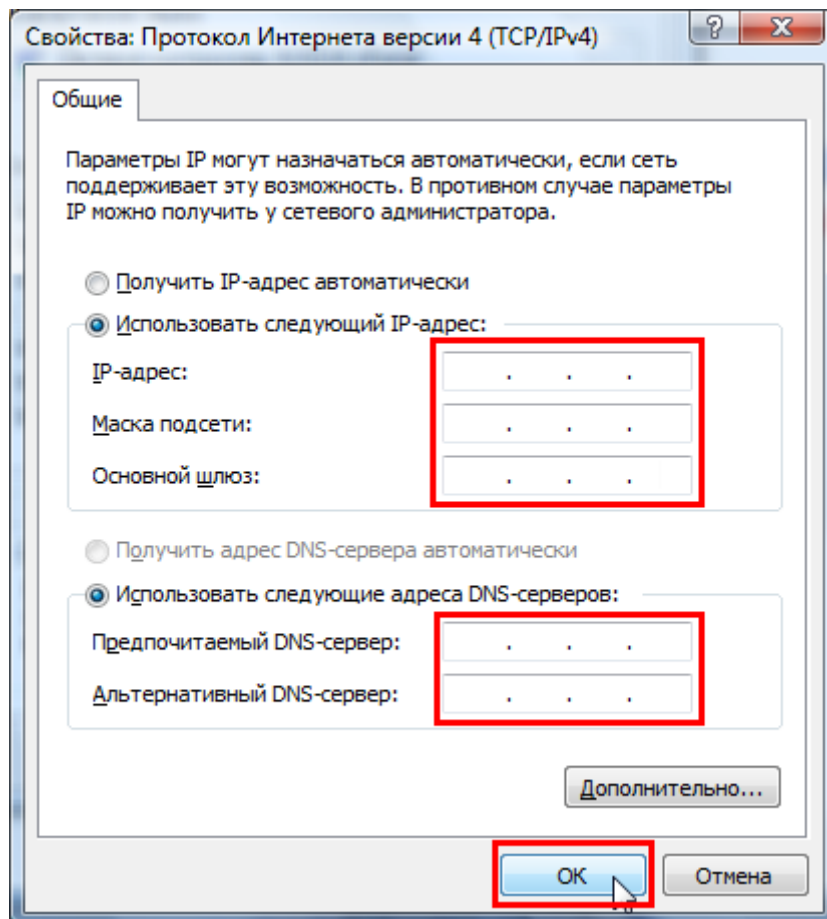 Свойства: Протокол Интернета версии 4 (TCP/IPv4)
Общие
Параметры IP могут назначаться автоматически, если сеть
поддерживает эту возможность. В противном случае параметры
IP можно получить у сетевого администратора.
Получить IP-адрес автоматически
Использовать следующий IP-адрес:
IP-адрес: . . .
Маска подсети: . . .
Основной шлюз: . . .
Получить адрес DNS-сервера автоматически
Использовать следующие адреса DNS-серверов:
Предпочитаемый DNS-сервер: . . .
Альтернативный DNS-сервер: . . .
Дополнительно...
OK Отмена